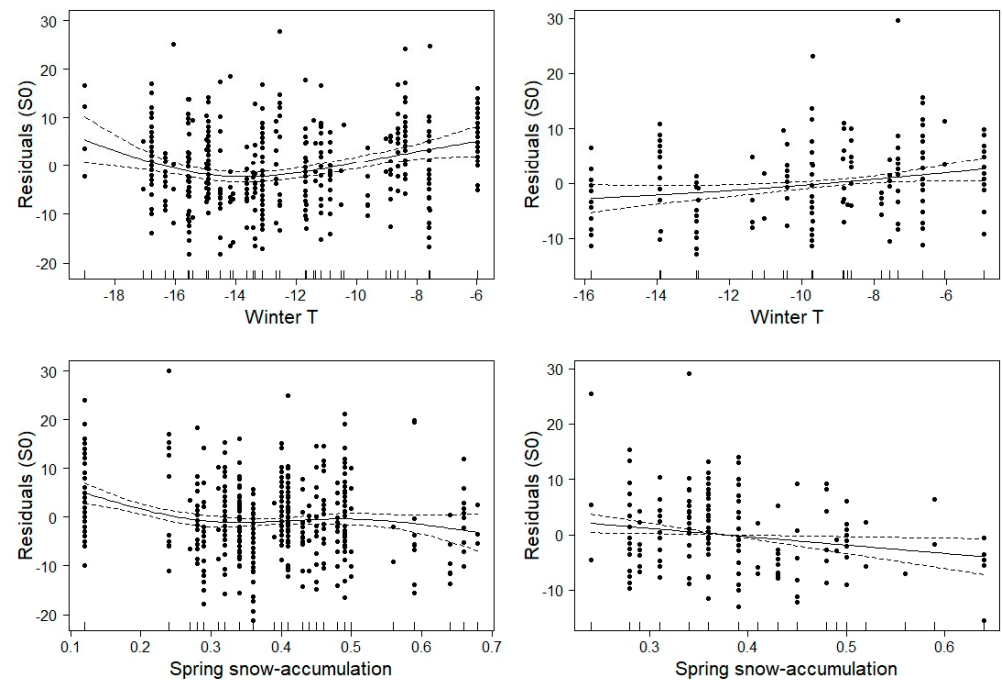 30
20
10
0
-10
-20
Residuals (S0)
-18 -16 -14 -12 -10 -8 -6
Winter T
30
20
10
0
-10
Residuals (S0)
-16 -14 -12 -10 -8 -6
Winter T
30
20
10
0
-10
-20
Residuals (S0)
0.1 0.2 0.3 0.4 0.5 0.6 0.7
Spring snow-accumulation
30
20
10
0
-10
Residuals (S0)
0.3 0.4 0.5 0.6
Spring snow-accumulation